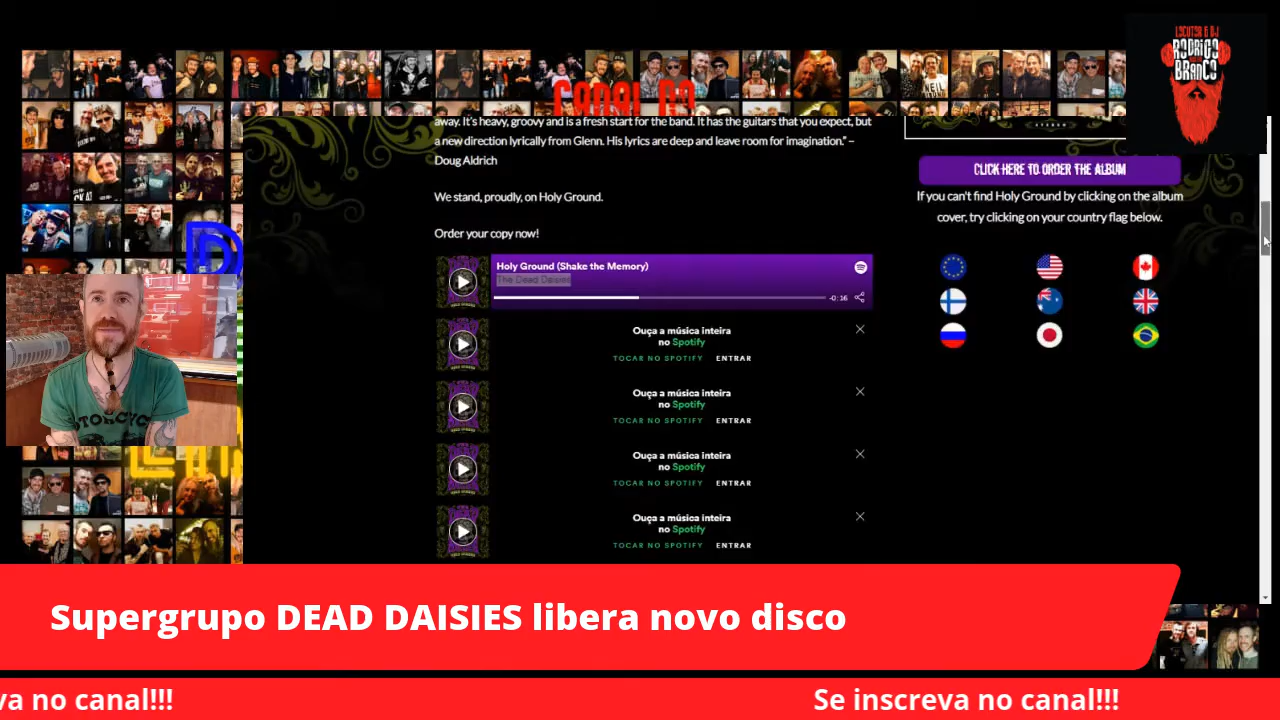 LOCUTOR & DJ
RODRIGO
BRANCO
CANAL DO
away. It's heavy, groovy and is a fresh start for the band. It has the guitars that you expect, but
a new direction lyrically from Glenn. His lyrics are deep and leave room for imagination." –
Doug Aldrich
We stand, proudly, on Holy Ground.
Order your copy now!
Holy Ground (Shake the Memory)
The Dead Daisies
-0:16
Ouça a música inteira
no Spotify
TOCAR NO SPOTIFY ENTRAR
Ouça a música inteira
no Spotify
TOCAR NO SPOTIFY ENTRAR
Ouça a música inteira
no Spotify
TOCAR NO SPOTIFY ENTRAR
Ouça a música inteira
no Spotify
TOCAR NO SPOTIFY ENTRAR
CLICK HERE TO ORDER THE ALBUM
If you can't find Holy Ground by clicking on the album
cover, try clicking on your country flag below.
Supergrupo DEAD DAISIES libera novo disco
va no canal!!!
Se inscreva no canal!!!